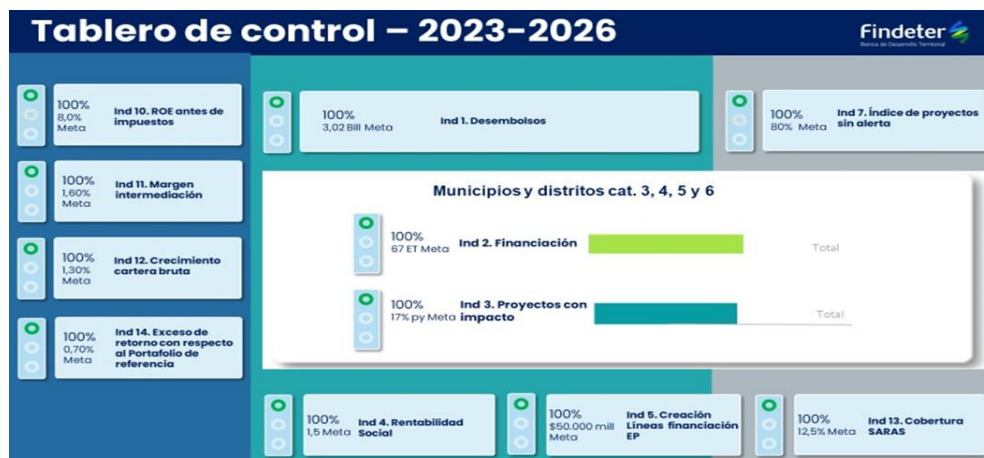 Tablero de control – 2023-2026
Findeter
Banca de Desarrollo Territorial
100%
8,0%
Meta
Ind 10. ROE antes de
impuestos
100%
1,60%
Meta
Ind 11. Margen
intermediación
100%
1,30%
Meta
Ind 12. Crecimiento
cartera bruta
100%
0,70%
Meta
Ind 14. Exceso de
retorno con respecto
al Portafolio de
referencia
100%
3,02 Bill Meta
Ind 1. Desembolsos
100%
80% Meta
Ind 7. Índice de proyectos
sin alerta
Municipios y distritos cat. 3, 4, 5 y 6
100%
67 ET Meta
Ind 2. Financiación
Total
100%
17% py Meta
Ind 3. Proyectos con
impacto
Total
100%
1,5 Meta
Ind 4. Rentabilidad
Social
100%
$50.000 mill
Meta
Ind 5. Creación
Líneas financiación
EP
100%
12,5% Meta
Ind 13. Cobertura
SARAS